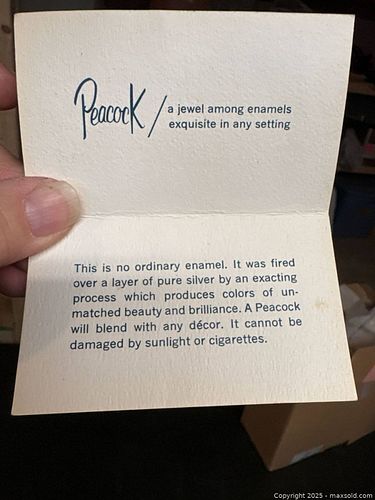 Peacock / a jewel among enamels
exquisite in any setting
This is no ordinary enamel. It was fired
over a layer of pure silver by an exacting
process which produces colors of un-
matched beauty and brilliance. A Peacock
will blend with any décor. It cannot be
damaged by sunlight or cigarettes.
Copyright 2025 - maxsold.com